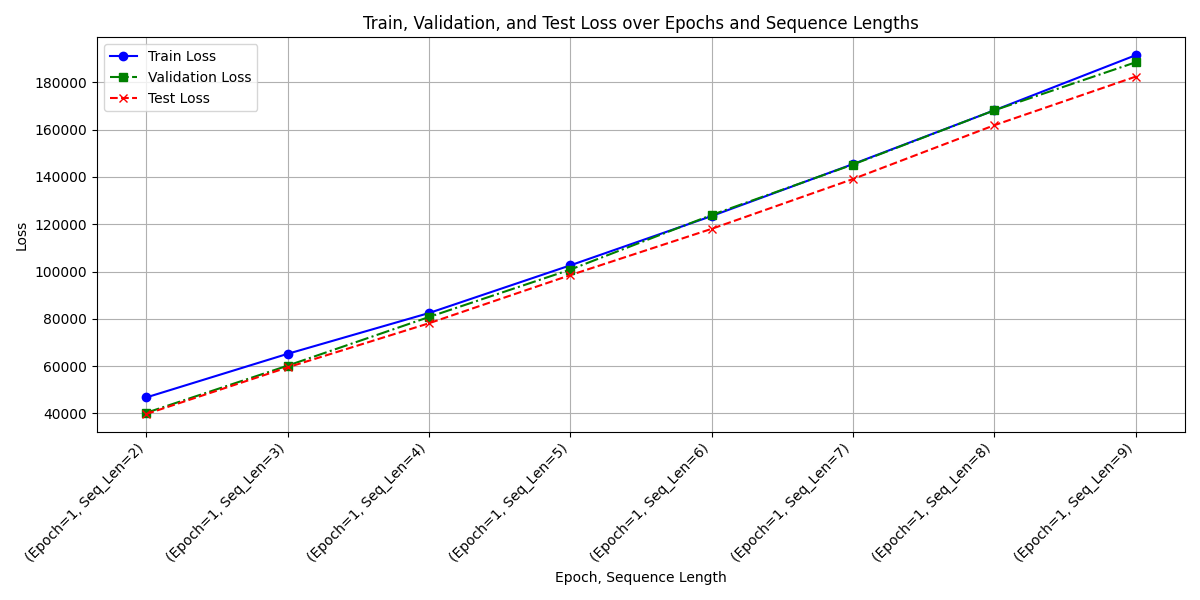 Train, Validation, and Test Loss over Epochs and Sequence Lengths
Train Loss
Validation Loss
Test Loss
180000
160000
140000
120000
100000
80000
60000
40000
Loss
(Epoch=1, Seq_Len=2)
(Epoch=1, Seq_Len=3)
(Epoch=1, Seq_Len=4)
(Epoch=1, Seq_Len=5)
(Epoch=1, Seq_Len=6)
(Epoch=1, Seq_Len=7)
(Epoch=1, Seq_Len=8)
(Epoch=1, Seq_Len=9)
Epoch, Sequence Length